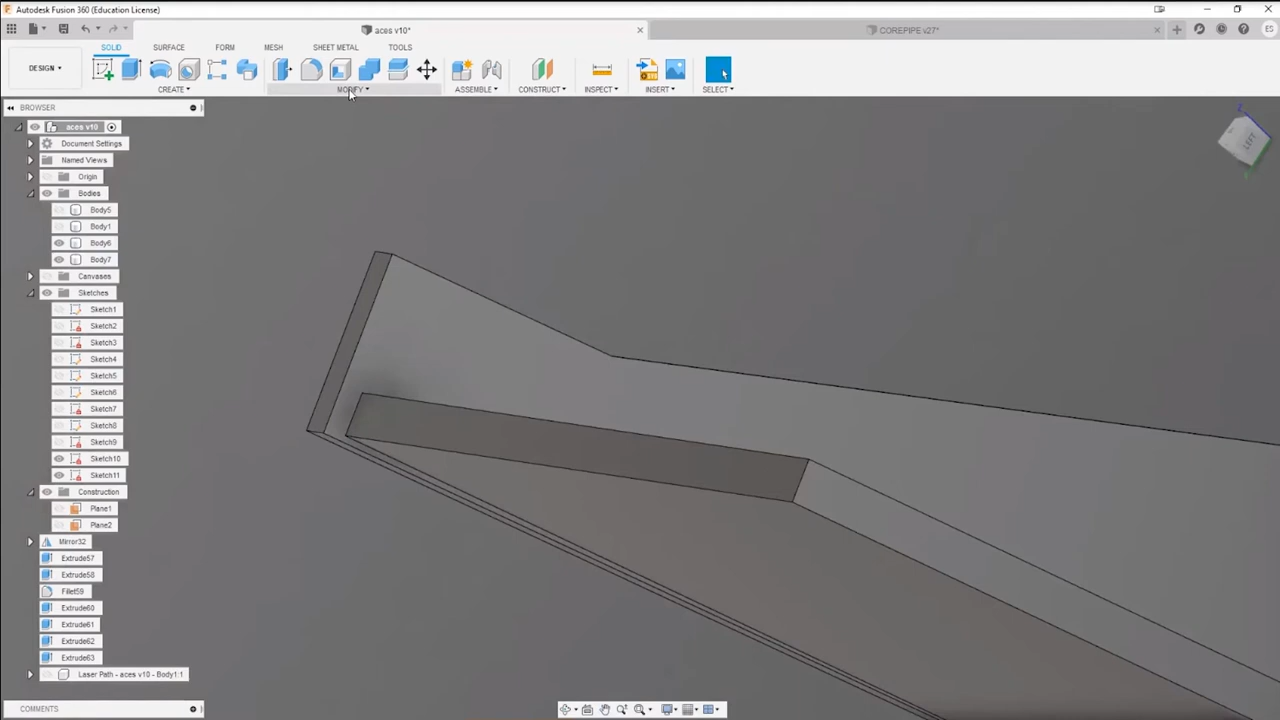 Autodesk Fusion 360 (Education License)
aces v10*
COREPIPE v27*
ES
DESIGN
SOLID
SURFACE
FORM
MESH
SHEET METAL
TOOLS
CREATE
MODIFY
ASSEMBLE
CONSTRUCT
INSPECT
INSERT
SELECT
BROWSER
aces v10
Document Settings
Named Views
Origin
Bodies
Body5
Body1
Body6
Body7
Canvases
Sketches
Sketch1
Sketch2
Sketch3
Sketch4
Sketch5
Sketch6
Sketch7
Sketch8
Sketch9
Sketch10
Sketch11
Construction
Plane1
Plane2
Mirror32
Extrude57
Extrude58
Fillet59
Extrude60
Extrude61
Extrude62
Extrude63
Laser Path - aces v10 - Body1:1
COMMENTS
LEFT